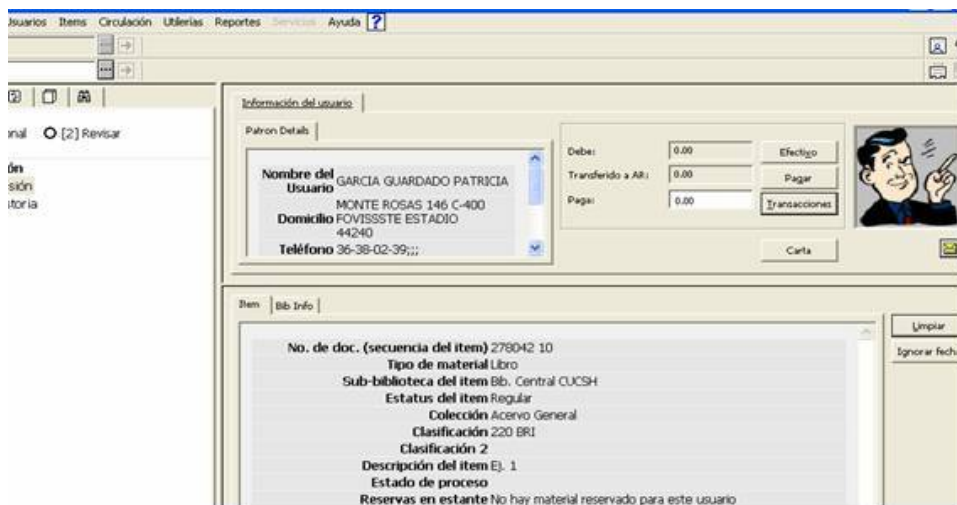 Usuarios Items Circulación Utilerías Reportes Servicios Ayuda ?
[2] Revisar
Información del usuario
Patron Details
Nombre del Usuario GARCIA GUARDADO PATRICIA
Domicilio MONTE ROSAS 146 C-400
FOVISSSTE ESTADIO
44240
Teléfono 36-38-02-39;;;
Debe: 0.00 Efectivo
Transferido a AR: 0.00 Pagar
Paga: 0.00 Transacciones
Carta
Item Bib Info
Limpiar
Ignorar fech
No. de doc. (secuencia del item) 278042 10
Tipo de material Libro
Sub-biblioteca del item Bib. Central CUCSH
Estatus del item Regular
Colección Acervo General
Clasificación 220 BRI
Clasificación 2
Descripción del item Ej. 1
Estado de proceso
Reservas en estante No hay material reservado para este usuario